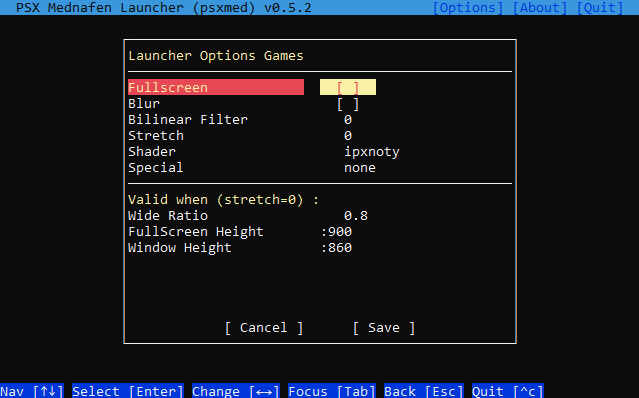 PSX Mednafen Launcher (psxmed) v0.5.2 [Options] [About] [Quit]
Launcher Options Games
Fullscreen [ ]
Blur [ ]
Bilinear Filter 0
Stretch 0
Shader ipxnoty
Special none
Valid when (stretch=0) :
Wide Ratio 0.8
FullScreen Height :900
Window Height :860
[ Cancel ] [ Save ]
Nav [↑↓] Select [Enter] Change [↔] Focus [Tab] Back [Esc] Quit [^c]